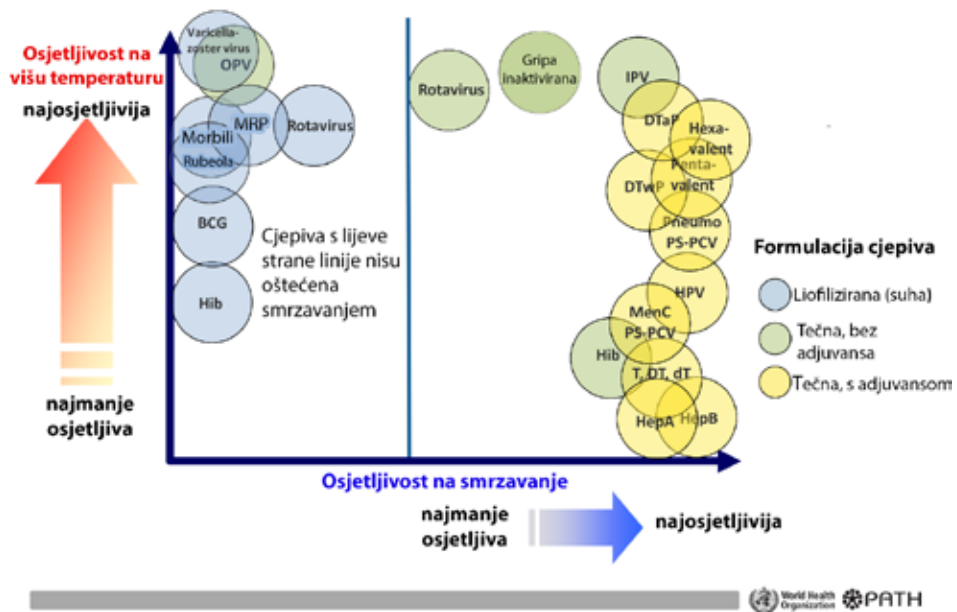 Osjetljivost na
višu temperaturu
najosjetljivija
najmanje
osjetljiva
Varicella-
zoster virus
OPV
MRP
Rotavirus
Morbili
Rubeola
BCG
Hib
Cjepiva s lijeve
strane linije nisu
oštećena
smrzavanjem
Rotavirus
Gripa
inaktivirana
IPV
DTaP
Hexa-
valent
Penta-
valent
DTwP
Pneumo
PS-PCV
HPV
MenC
PS-PCV
Hib
T, DT, dT
HepA
HepB
Formulacija cjepiva
Liofilizirana (suha)
Tečna, bez
adjuvansa
Tečna, s adjuvansom
Osjetljivost na smrzavanje
najmanje
osjetljiva
najosjetljivija
World Health
Organization
PATH